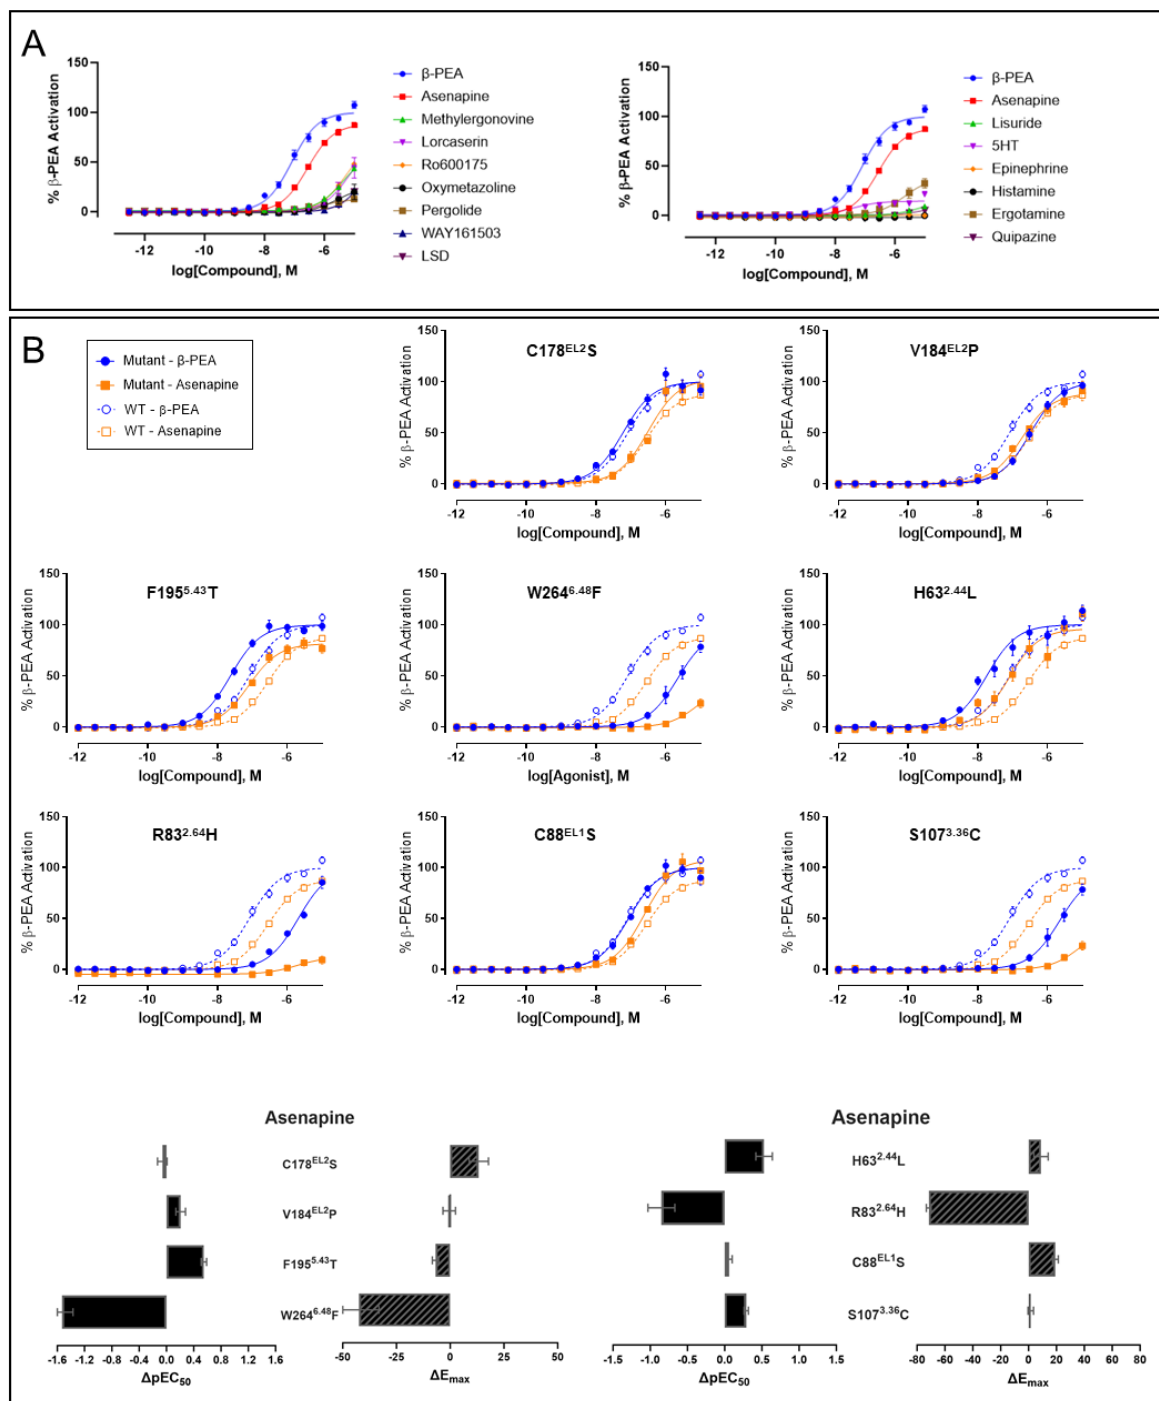 A
150
100
50
0
% β-PEA Activation
-12
-10
-8
-6
log[Compound], M
β-PEA
Asenapine
Methylergonovine
Lorcaserin
Ro600175
Oxymetazoline
Pergolide
WAY161503
LSD
150
100
50
0
% β-PEA Activation
-12
-10
-8
-6
log[Compound], M
β-PEA
Asenapine
Lisuride
5HT
Epinephrine
Histamine
Ergotamine
Quipazine
B
Mutant - β-PEA
Mutant - Asenapine
WT - β-PEA
WT - Asenapine
C178EL2S
150
100
50
0
% β-PEA Activation
-12 -10 -8 -6
log[Compound], M
V184EL2P
150
100
50
0
% β-PEA Activation
-12 -10 -8 -6
log[Compound], M
F1955.43T
150
100
50
0
% β-PEA Activation
-12 -10 -8 -6
log[Compound], M
W2646.48F
150
100
50
0
% β-PEA Activation
-12 -10 -8 -6
log[Agonist], M
H632.44L
150
100
50
0
% β-PEA Activation
-12 -10 -8 -6
log[Compound], M
R832.64H
150
100
50
0
% β-PEA Activation
-12 -10 -8 -6
log[Compound], M
C88EL1S
150
100
50
0
% β-PEA Activation
-12 -10 -8 -6
log[Compound], M
S1073.36C
150
100
50
0
% β-PEA Activation
-12 -10 -8 -6
log[Compound], M
Asenapine
C178EL2S
V184EL2P
F1955.43T
W2646.48F
-1.6 -1.2 -0.8 -0.4 0.0 0.4 0.8 1.2 1.6
ΔpEC50
-50 -25 0 25 50
ΔEmax
Asenapine
H632.44L
R832.64H
C88EL1S
S1073.36C
-1.5 -1.0 -0.5 0.0 0.5 1.0 1.5
ΔpEC50
-80 -60 -40 -20 0 20 40 60 80
ΔEmax